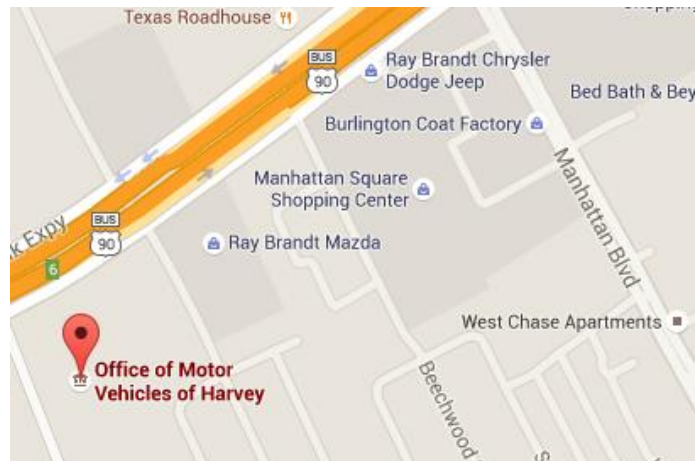 Texas Roadhouse
BUS
90
Ray Brandt Chrysler
Dodge Jeep
Bed Bath & Bey
Burlington Coat Factory
Manhattan Blvd
Manhattan Square
Shopping Center
BUS
90
Ray Brandt Mazda
Expy
6
West Chase Apartments
Office of Motor
Vehicles of Harvey
Beechwood